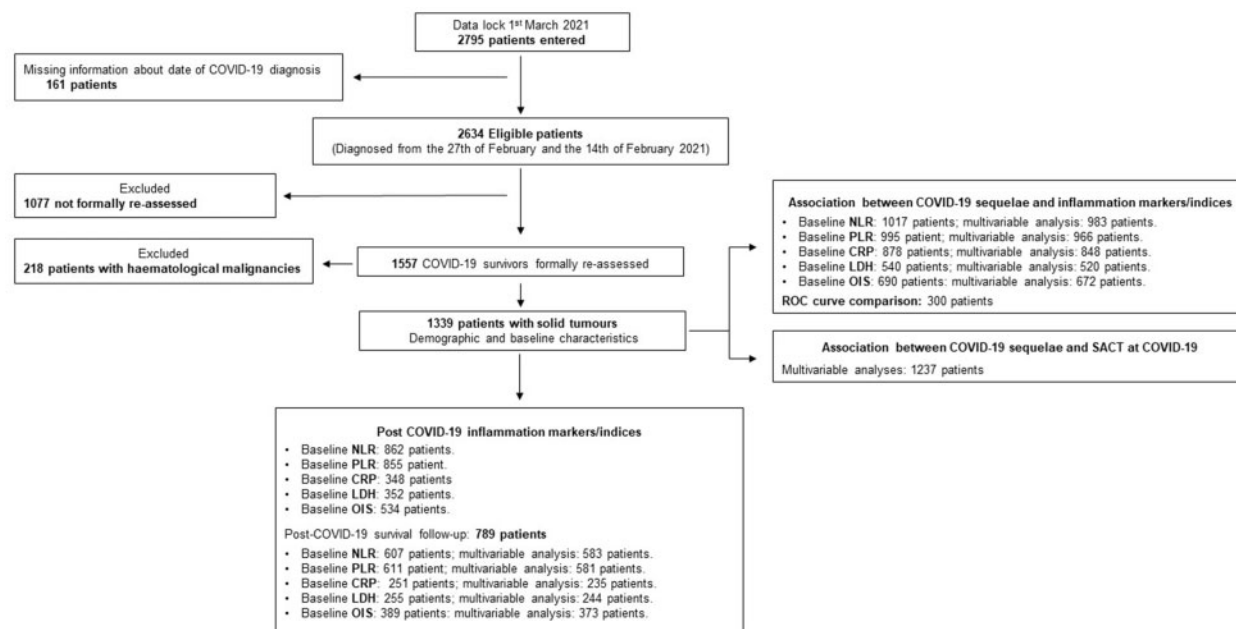 Data lock 1st March 2021
2795 patients entered
Missing information about date of COVID-19 diagnosis
161 patients
2634 Eligible patients
(Diagnosed from the 27th of February and the 14th of February 2021)
Excluded
1077 not formally re-assessed
Excluded
218 patients with haematological malignancies
1557 COVID-19 survivors formally re-assessed
1339 patients with solid tumours
Demographic and baseline characteristics
Association between COVID-19 sequelae and inflammation markers/indices
• Baseline NLR: 1017 patients; multivariable analysis: 983 patients.
• Baseline PLR: 995 patient; multivariable analysis: 966 patients.
• Baseline CRP: 878 patients; multivariable analysis: 848 patients.
• Baseline LDH: 540 patients; multivariable analysis: 520 patients.
• Baseline OIS: 690 patients: multivariable analysis: 672 patients.
ROC curve comparison: 300 patients
Association between COVID-19 sequelae and SACT at COVID-19
Multivariable analyses: 1237 patients
Post COVID-19 inflammation markers/indices
• Baseline NLR: 862 patients.
• Baseline PLR: 855 patient.
• Baseline CRP: 348 patients
• Baseline LDH: 352 patients.
• Baseline OIS: 534 patients.
Post-COVID-19 survival follow-up: 789 patients
• Baseline NLR: 607 patients; multivariable analysis: 583 patients.
• Baseline PLR: 611 patient; multivariable analysis: 581 patients.
• Baseline CRP: 251 patients; multivariable analysis: 235 patients.
• Baseline LDH: 255 patients; multivariable analysis: 244 patients.
• Baseline OIS: 389 patients: multivariable analysis: 373 patients.